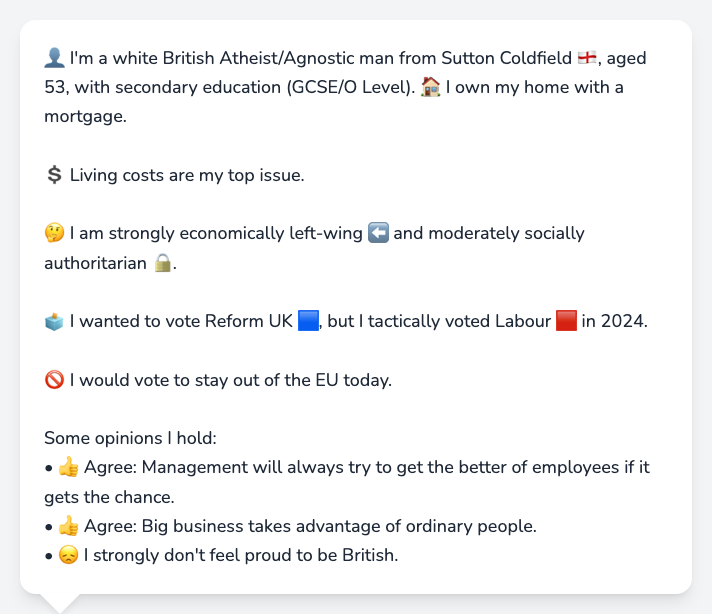 👤 I'm a white British Atheist/Agnostic man from Sutton Coldfield 🏴󠁧󠁢󠁥󠁮󠁧󠁿, aged
53, with secondary education (GCSE/O Level). 🏠 I own my home with a
mortgage.
💲 Living costs are my top issue.
🤔 I am strongly economically left-wing ⬅️ and moderately socially
authoritarian 🔒.
🗳️ I wanted to vote Reform UK 🟦, but I tactically voted Labour 🟥 in 2024.
🚫 I would vote to stay out of the EU today.
Some opinions I hold:
• 👍 Agree: Management will always try to get the better of employees if it
gets the chance.
• 👍 Agree: Big business takes advantage of ordinary people.
• 😞 I strongly don't feel proud to be British.